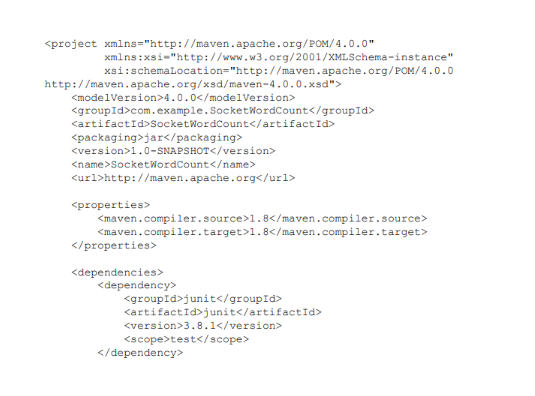 <project xmlns="http://maven.apache.org/POM/4.0.0"
xmlns:xsi="http://www.w3.org/2001/XMLSchema-instance"
xsi:schemaLocation="http://maven.apache.org/POM/4.0.0
http://maven.apache.org/xsd/maven-4.0.0.xsd">
<modelVersion>4.0.0</modelVersion>
<groupId>com.example.SocketWordCount</groupId>
<artifactId>SocketWordCount</artifactId>
<packaging>jar</packaging>
<version>1.0-SNAPSHOT</version>
<name>SocketWordCount</name>
<url>http://maven.apache.org</url>
<properties>
<maven.compiler.source>1.8</maven.compiler.source>
<maven.compiler.target>1.8</maven.compiler.target>
</properties>
<dependencies>
<dependency>
<groupId>junit</groupId>
<artifactId>junit</artifactId>
<version>3.8.1</version>
<scope>test</scope>
</dependency>